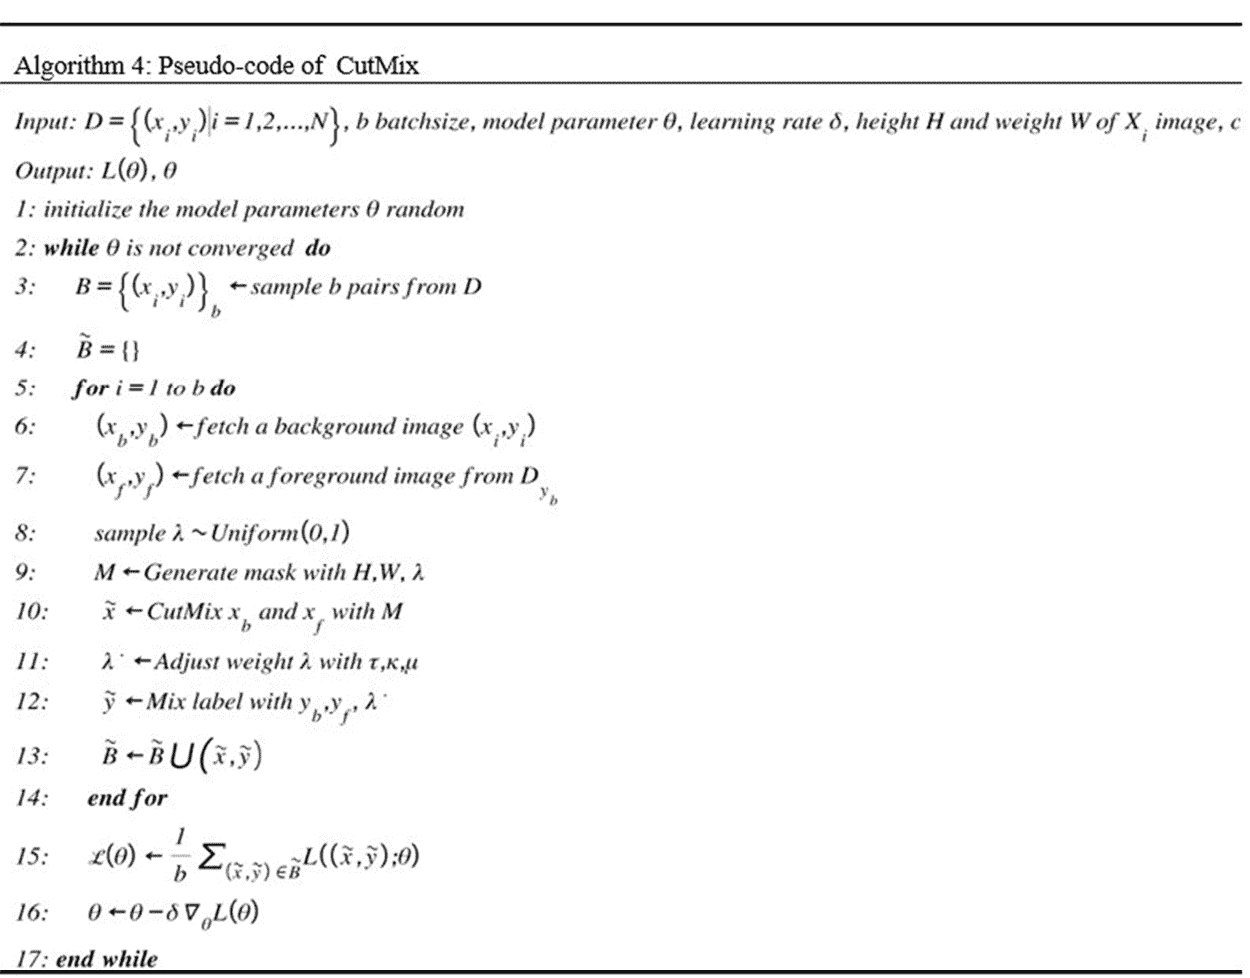 Algorithm 4: Pseudo-code of CutMix
Input: D = {(x_i, y_i)|i = 1,2,...,N}, b batchsize, model parameter θ, learning rate δ, height H and weight W of X_i image, c
Output: L(θ), θ
1: initialize the model parameters θ random
2: while θ is not converged do
3: B = {(x_i, y_i)}_b ←sample b pairs from D
4: B̃ = {}
5: for i = 1 to b do
6: (x_b, y_b) ←fetch a background image (x_i, y_i)
7: (x_f, y_f) ←fetch a foreground image from D_{y_b}
8: sample λ ~ Uniform(0,1)
9: M ←Generate mask with H,W, λ
10: x̃ ←CutMix x_b and x_f with M
11: λ˙ ←Adjust weight λ with τ,κ,μ
12: ỹ ←Mix label with y_b, y_f, λ˙
13: B̃ ← B̃ ⋃ (x̃, ỹ)
14: end for
15: ℒ(θ) ← 1/b ∑_{(x̃,ỹ) ∈ B̃} L((x̃, ỹ);θ)
16: θ ← θ − δ ∇_θ L(θ)
17: end while